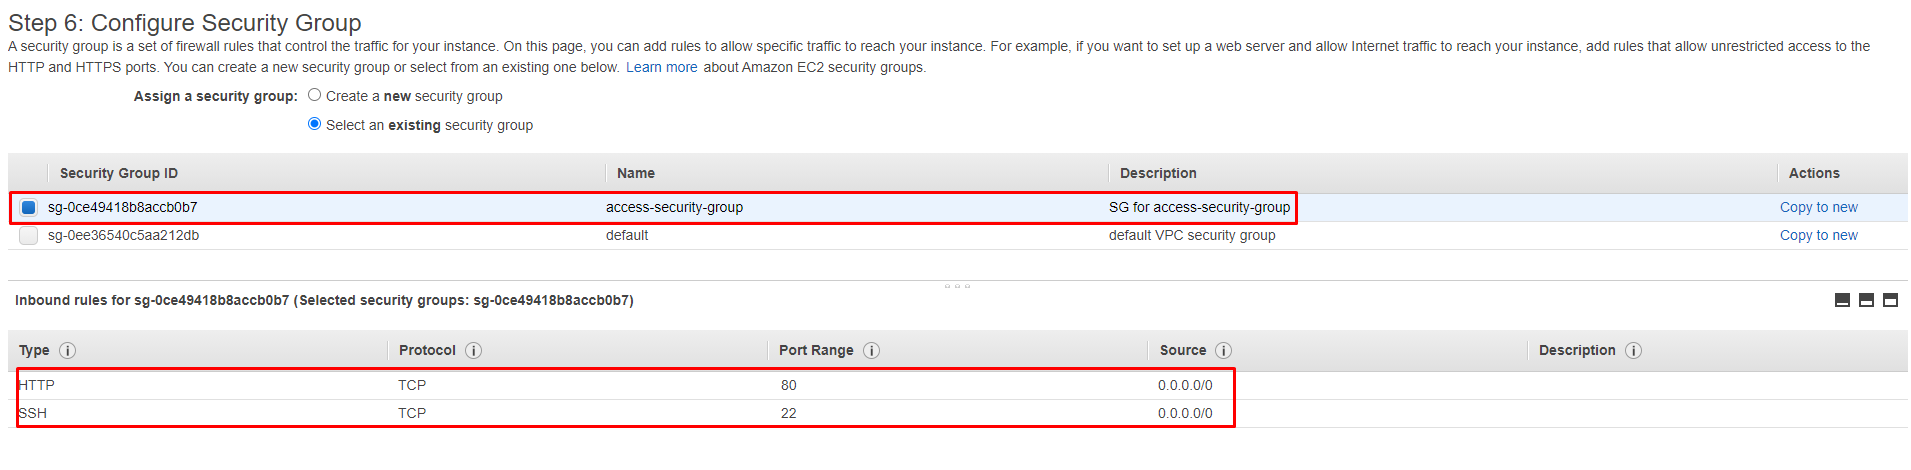 Step 6: Configure Security Group
A security group is a set of firewall rules that control the traffic for your instance. On this page, you can add rules to allow specific traffic to reach your instance. For example, if you want to set up a web server and allow Internet traffic to reach your instance, add rules that allow unrestricted access to the
HTTP and HTTPS ports. You can create a new security group or select from an existing one below. Learn more about Amazon EC2 security groups.
Assign a security group: Create a new security group
Select an existing security group
Security Group ID Name Description Actions
sg-0ce49418b8accb0b7 access-security-group SG for access-security-group Copy to new
sg-0ee36540c5aa212db default default VPC security group Copy to new
Inbound rules for sg-0ce49418b8accb0b7 (Selected security groups: sg-0ce49418b8accb0b7)
Type i Protocol i Port Range i Source i Description i
HTTP TCP 80 0.0.0.0/0
SSH TCP 22 0.0.0.0/0